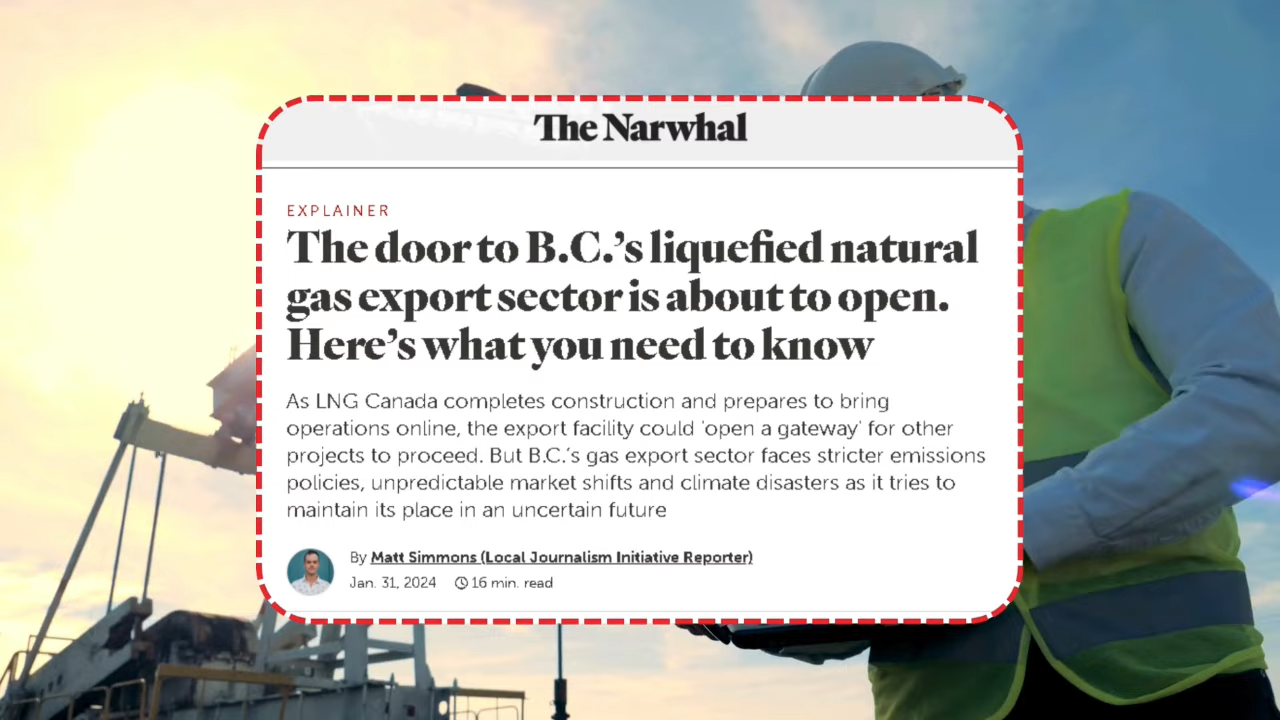 The Narwhal
EXPLAINER
The door to B.C.’s liquefied natural
gas export sector is about to open.
Here’s what you need to know
As LNG Canada completes construction and prepares to bring
operations online, the export facility could ‘open a gateway’ for other
projects to proceed. But B.C.’s gas export sector faces stricter emissions
policies, unpredictable market shifts and climate disasters as it tries to
maintain its place in an uncertain future
By Matt Simmons (Local Journalism Initiative Reporter)
Jan. 31, 2024 16 min. read